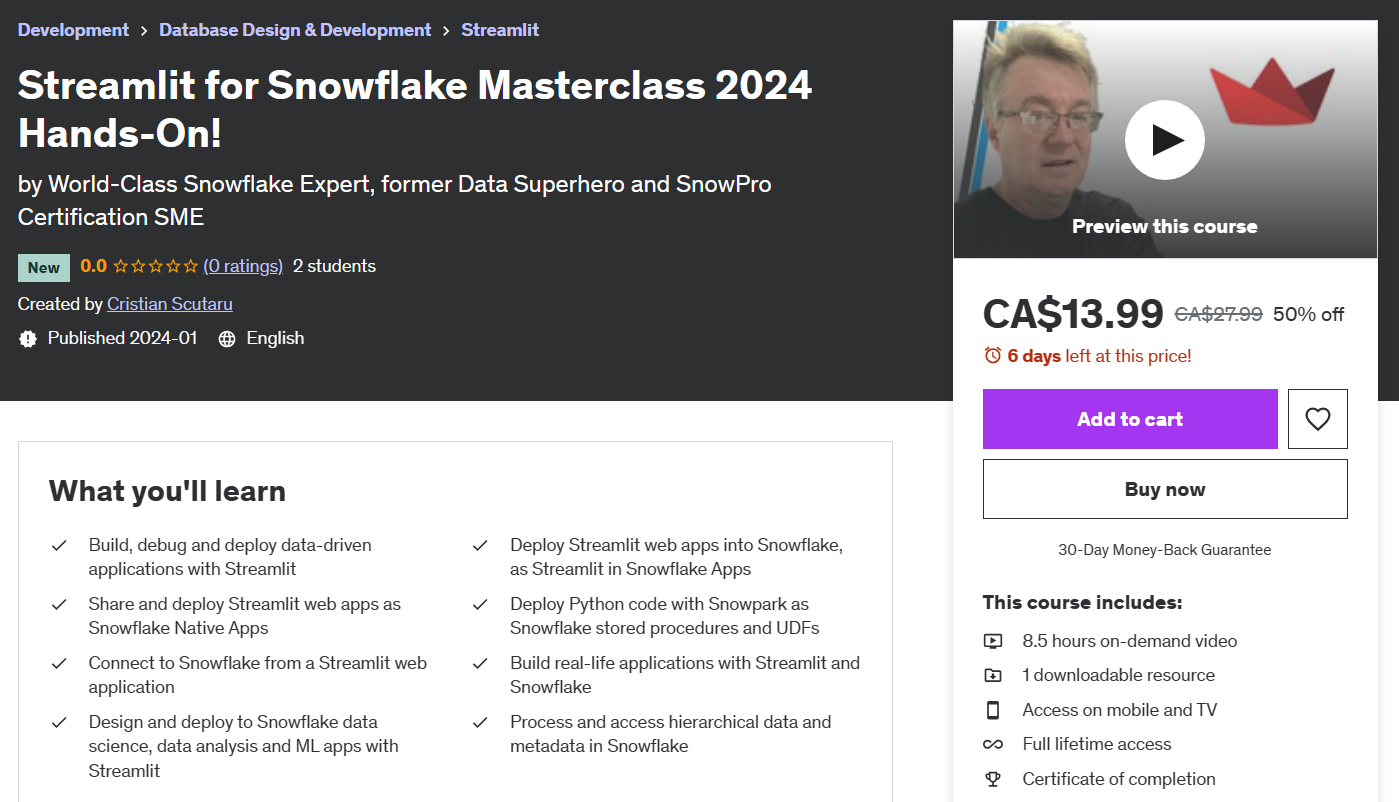 Development > Database Design & Development > Streamlit
Streamlit for Snowflake Masterclass 2024
Hands-On!
by World-Class Snowflake Expert, former Data Superhero and SnowPro
Certification SME
New 0.0 (0 ratings) 2 students
Created by Cristian Scutaru
Published 2024-01 English
Preview this course
CA$13.99 CA$27.99 50% off
6 days left at this price!
Add to cart
Buy now
30-Day Money-Back Guarantee
This course includes:
8.5 hours on-demand video
1 downloadable resource
Access on mobile and TV
Full lifetime access
Certificate of completion
What you'll learn
Build, debug and deploy data-driven
applications with Streamlit
Share and deploy Streamlit web apps as
Snowflake Native Apps
Connect to Snowflake from a Streamlit web
application
Design and deploy to Snowflake data
science, data analysis and ML apps with
Streamlit
Deploy Streamlit web apps into Snowflake,
as Streamlit in Snowflake Apps
Deploy Python code with Snowpark as
Snowflake stored procedures and UDFs
Build real-life applications with Streamlit and
Snowflake
Process and access hierarchical data and
metadata in Snowflake